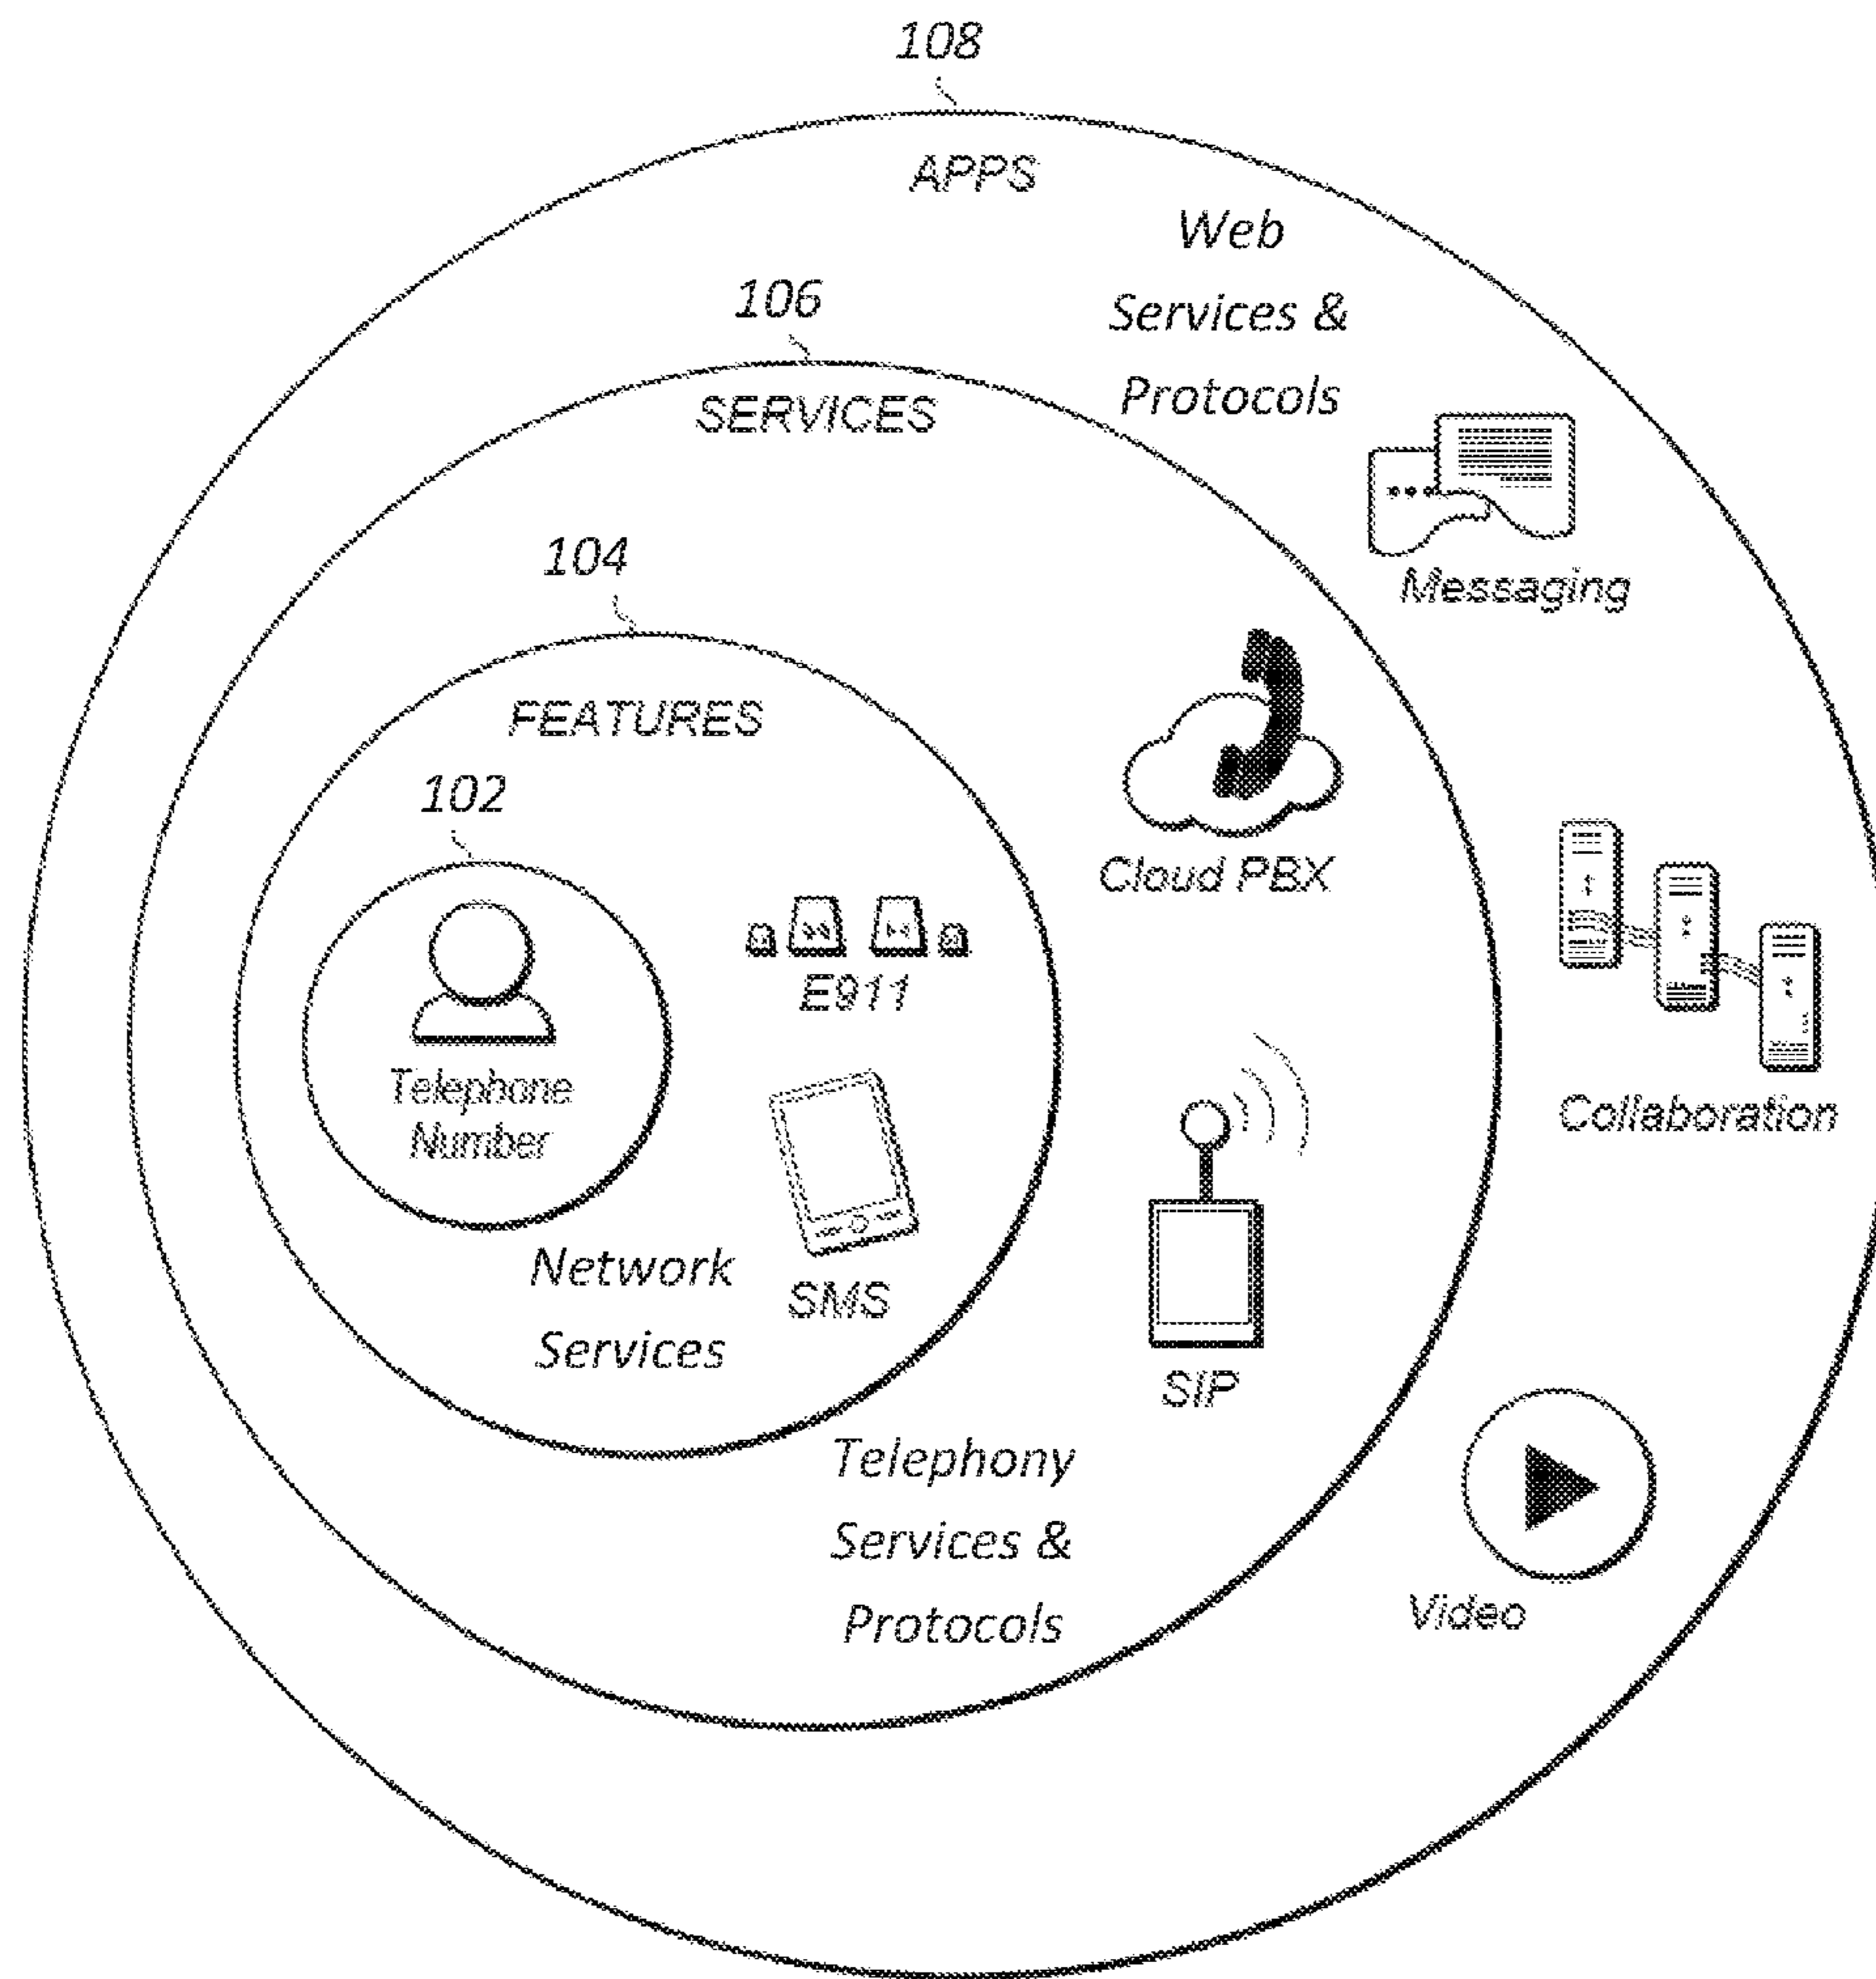 108
APPS
Web
Services &
Protocols
106
SERVICES
Messaging
104
FEATURES
Cloud PBX
102
E911
Telephone
Number
Collaboration
Network
Services
SMS
SIP
Telephony
Services &
Protocols
Video